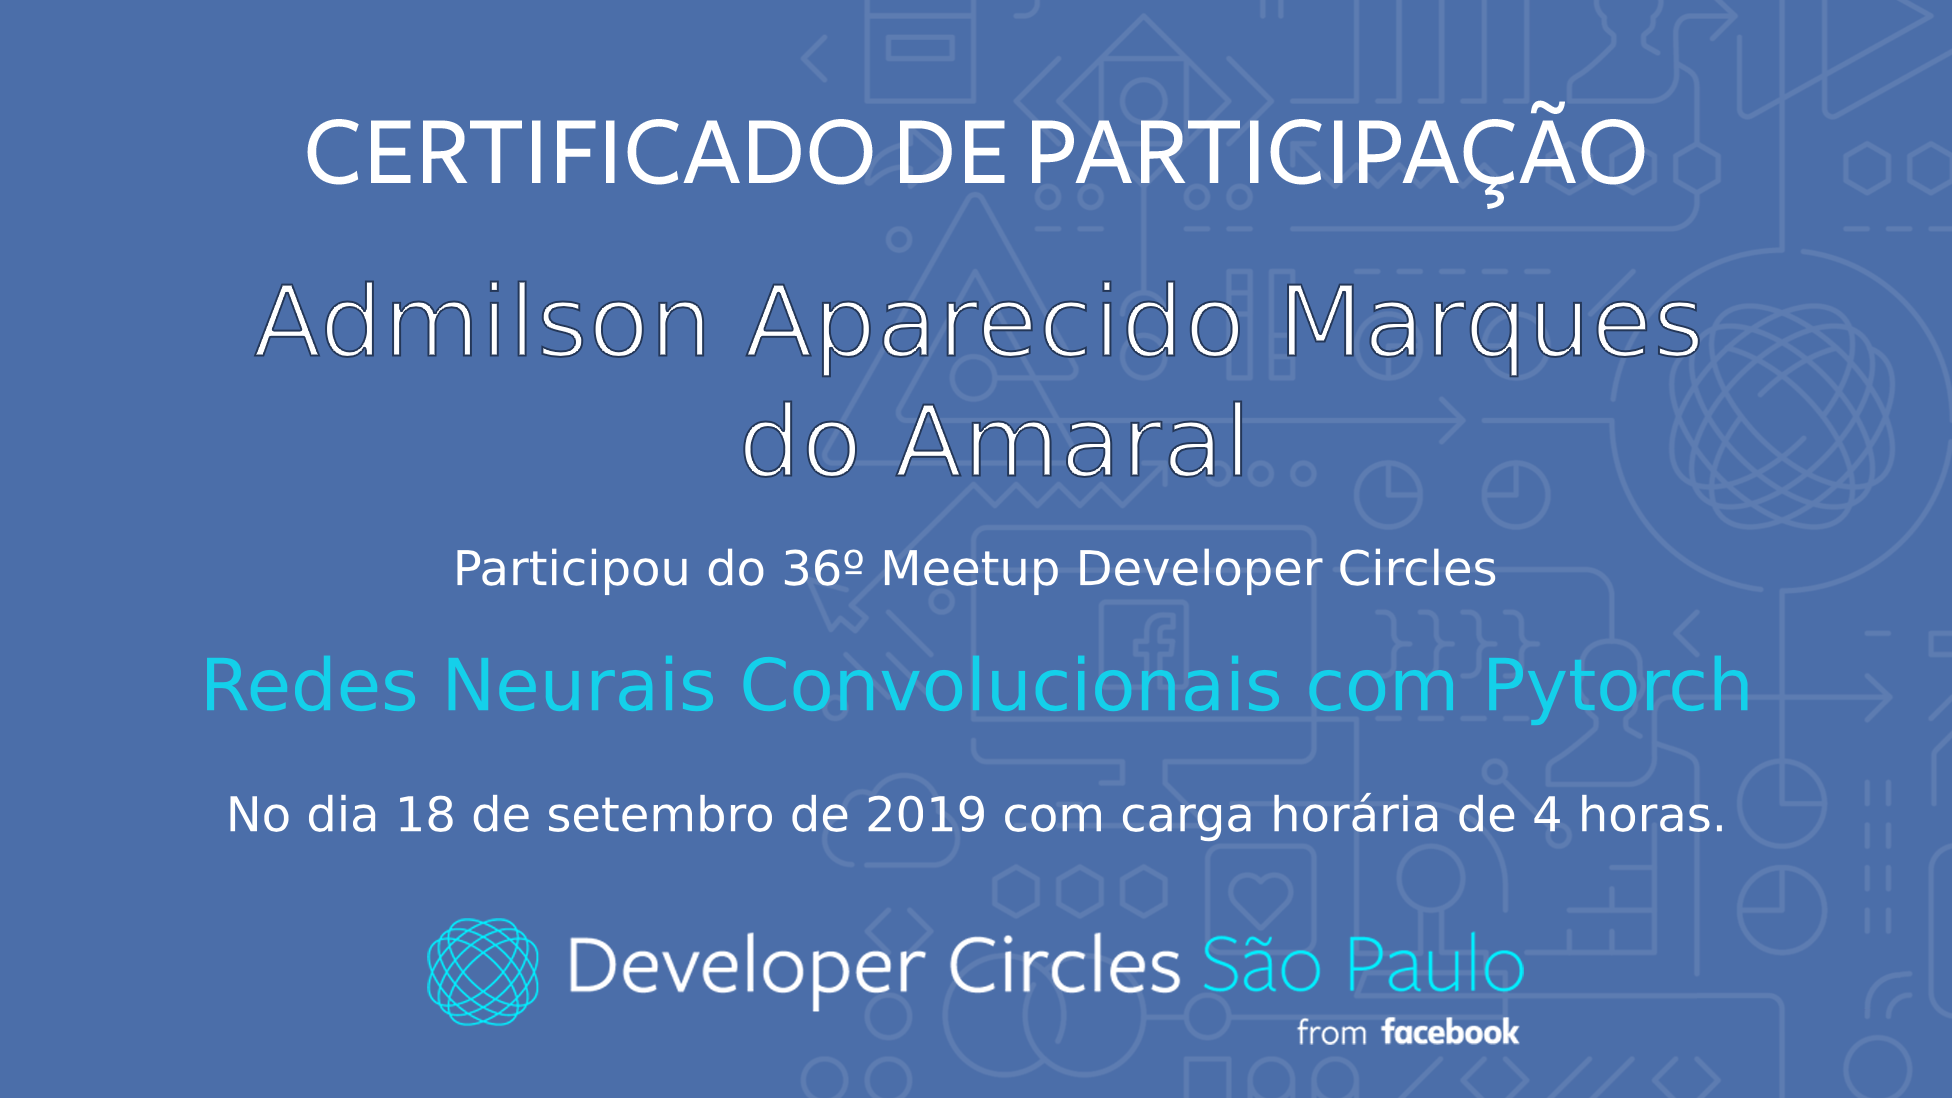 CERTIFICADO DE PARTICIPAÇÃO
Admilson Aparecido Marques
do Amaral
Participou do 36º Meetup Developer Circles
Redes Neurais Convolucionais com Pytorch
No dia 18 de setembro de 2019 com carga horária de 4 horas.
Developer Circles São Paulo
from facebook